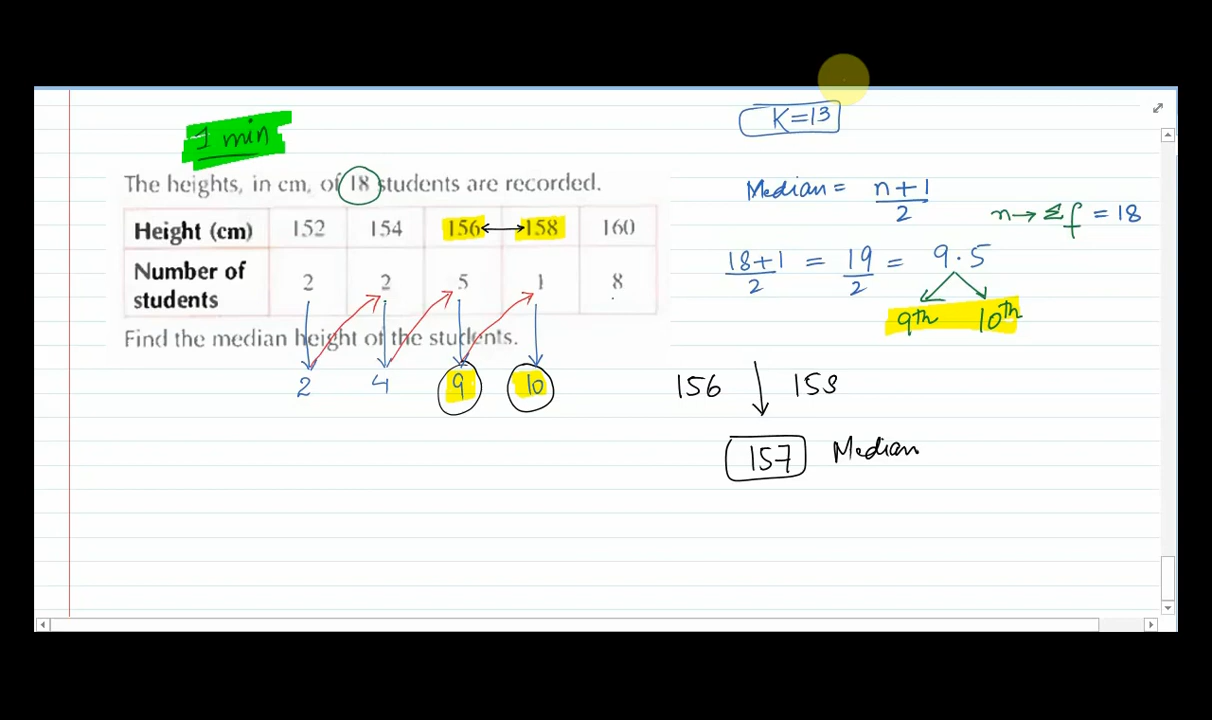 1 min
K=13
The heights, in cm, of 18 students are recorded.
Height (cm) 152 154 156 158 160
Number of students 2 2 5 1 8
Find the median height of the students.
2 4 9 10
Median = n+1/2
n→ Σf = 18
18+1/2 = 19/2 = 9.5
9th 10th
156 158
157 Median